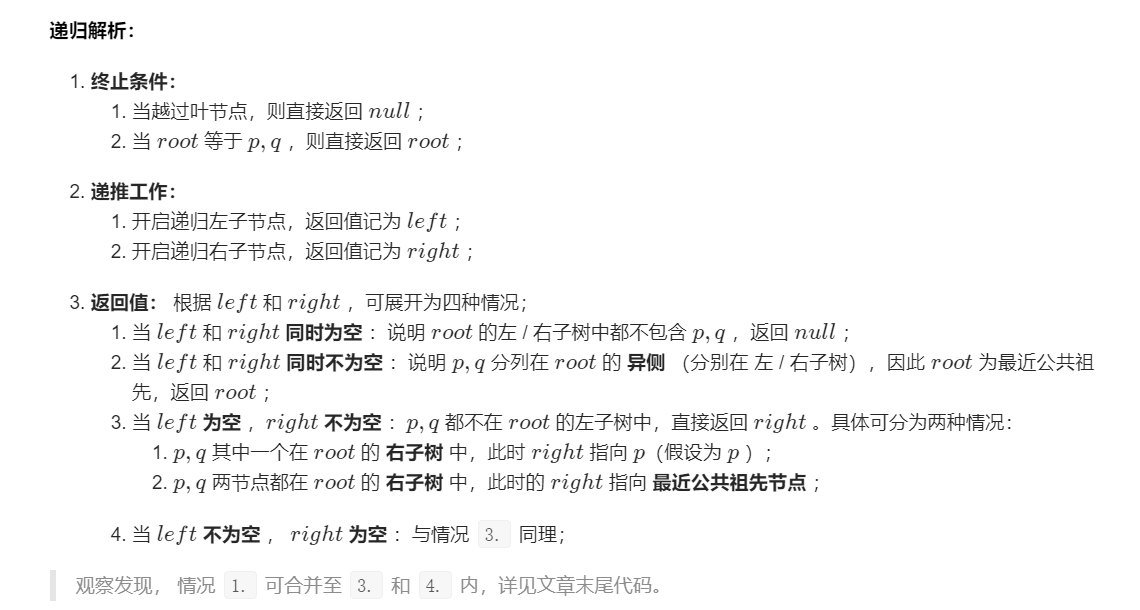 递归解析：
1. 终止条件：
1. 当越过叶节点，则直接返回 null ；
2. 当 root 等于 p, q ，则直接返回 root ；
2. 递推工作：
1. 开启递归左子节点，返回值记为 left ；
2. 开启递归右子节点，返回值记为 right ；
3. 返回值： 根据 left 和 right ，可展开为四种情况；
1. 当 left 和 right 同时为空 ：说明 root 的左 / 右子树中都不包含 p, q ，返回 null ；
2. 当 left 和 right 同时不为空 ：说明 p, q 分列在 root 的 异侧 （分别在 左 / 右子树），因此 root 为最近公共祖
先，返回 root ；
3. 当 left 为空 ，right 不为空 ：p, q 都不在 root 的左子树中，直接返回 right 。具体可分为两种情况：
1. p, q 其中一个在 root 的 右子树 中，此时 right 指向 p（假设为 p ）；
2. p, q 两节点都在 root 的 右子树 中，此时的 right 指向 最近公共祖先节点 ；
4. 当 left 不为空 ， right 为空 ：与情况 3. 同理；
观察发现， 情况 1. 可合并至 3. 和 4. 内，详见文章末尾代码。